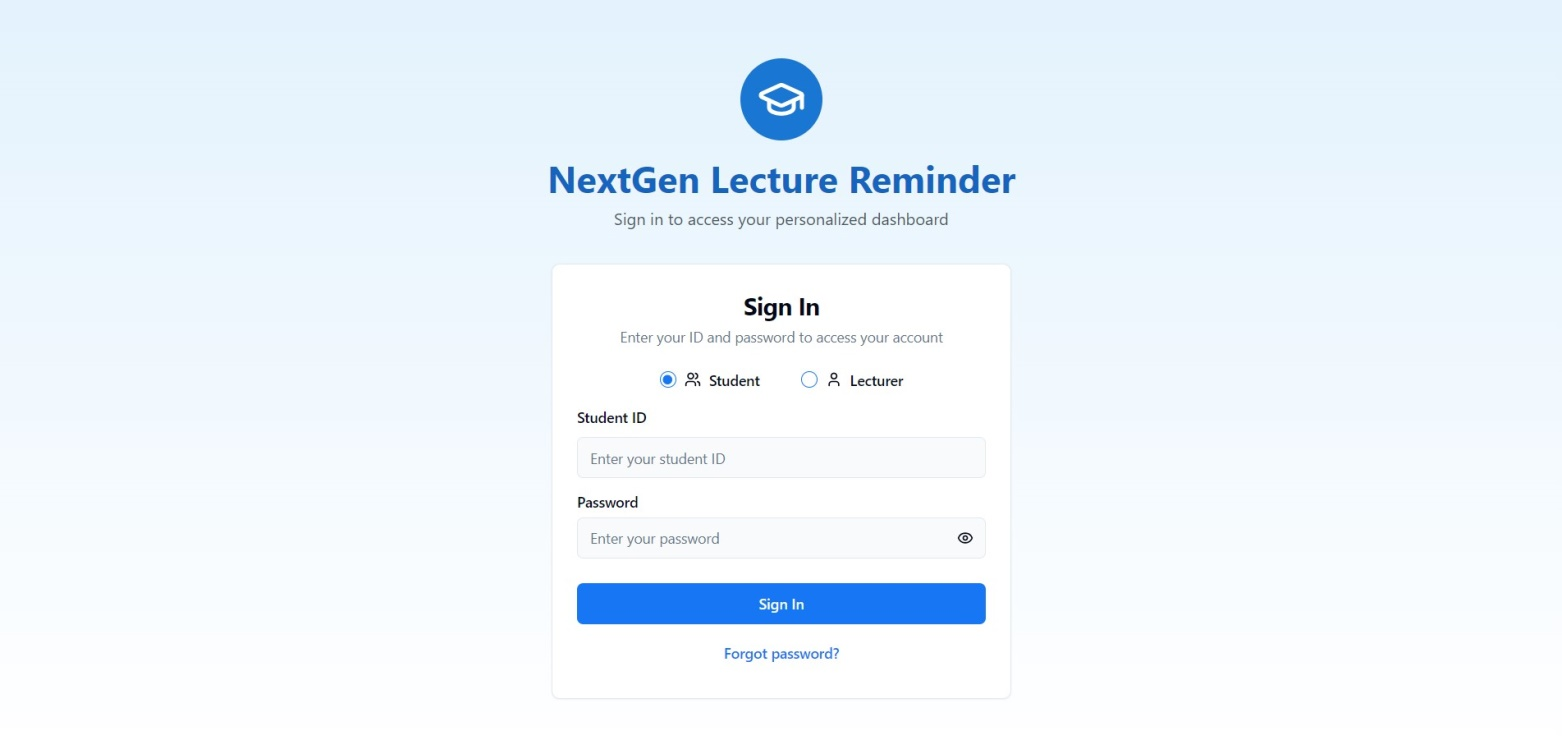 NextGen Lecture Reminder
Sign in to access your personalized dashboard
Sign In
Enter your ID and password to access your account
Student Lecturer
Student ID
Enter your student ID
Password
Enter your password
Sign In
Forgot password?